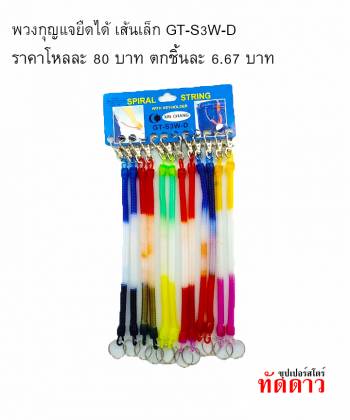 พวงกุญแจยืดได้ เส้นเล็ก GT-S3W-D
ราคาโหลละ 80 บาท ตกชิ้นละ 6.67 บาท
SPIRAL STRING
WITH KEYHOLDER
XIN CHANG
GT-S3W-D
ซุปเปอร์สโตร์
ทัดดาว